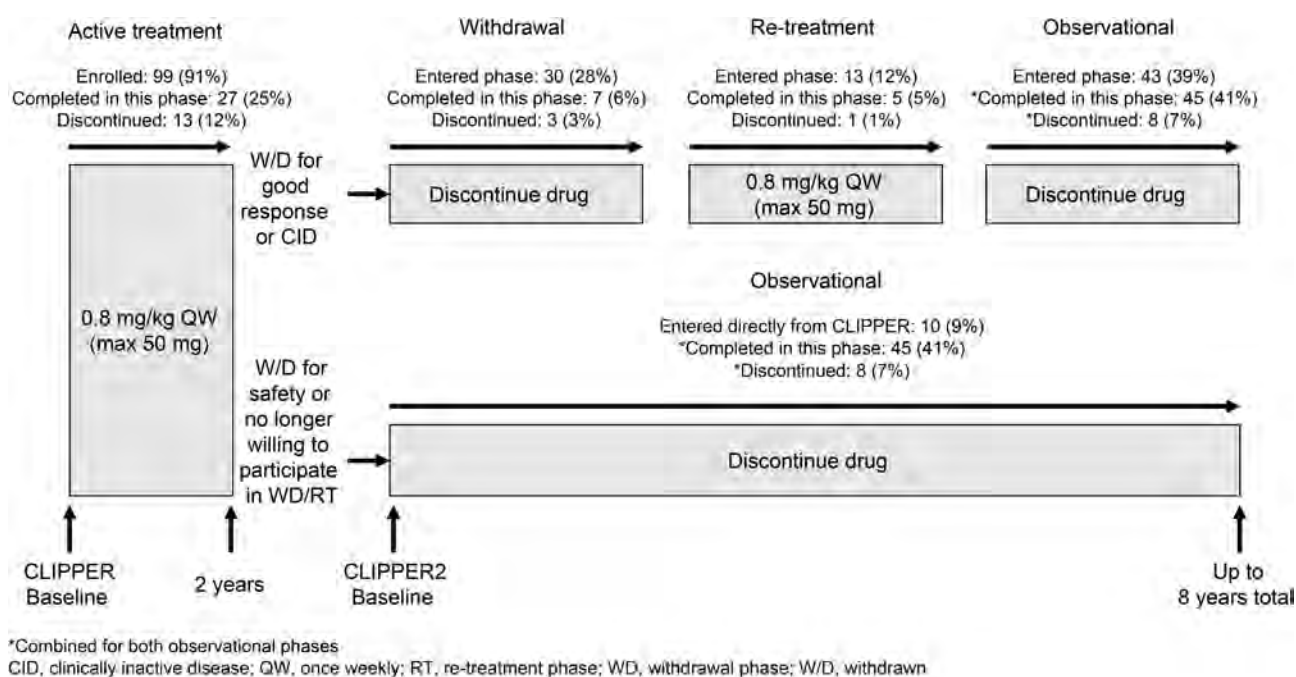 Active treatment
Enrolled: 99 (91%)
Completed in this phase: 27 (25%)
Discontinued: 13 (12%)
0.8 mg/kg QW
(max 50 mg)
W/D for
good
response
or CID
W/D for
safety or
no longer
willing to
participate
in WD/RT
Withdrawal
Entered phase: 30 (28%)
Completed in this phase: 7 (6%)
Discontinued: 3 (3%)
Discontinue drug
Re-treatment
Entered phase: 13 (12%)
Completed in this phase: 5 (5%)
Discontinued: 1 (1%)
0.8 mg/kg QW
(max 50 mg)
Observational
Entered phase: 43 (39%)
*Completed in this phase: 45 (41%)
*Discontinued: 8 (7%)
Discontinue drug
Observational
Entered directly from CLIPPER: 10 (9%)
*Completed in this phase: 45 (41%)
*Discontinued: 8 (7%)
Discontinue drug
CLIPPER
Baseline
2 years
CLIPPER2
Baseline
Up to
8 years total
*Combined for both observational phases
CID, clinically inactive disease; QW, once weekly; RT, re-treatment phase; WD, withdrawal phase; W/D, withdrawn